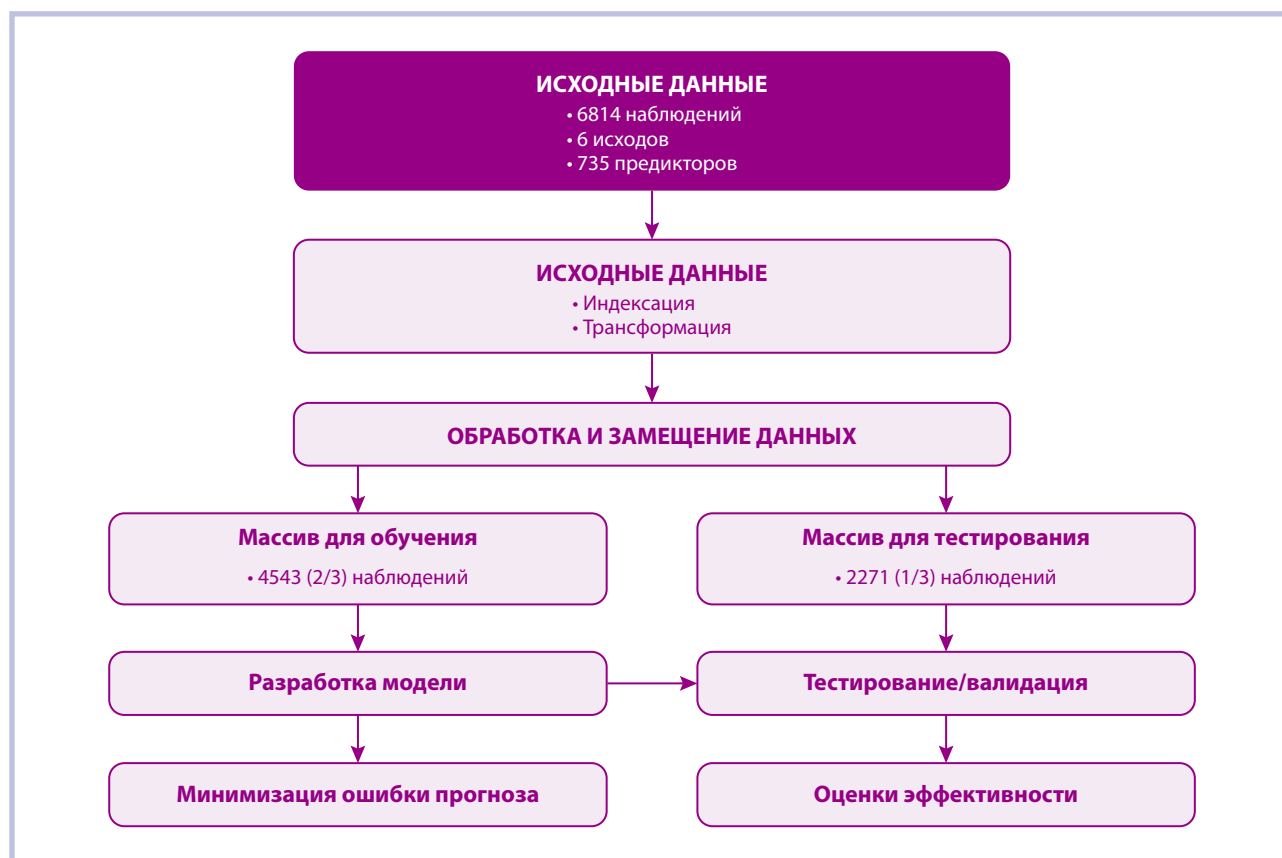 ИСХОДНЫЕ ДАННЫЕ
• 6814 наблюдений
• 6 исходов
• 735 предикторов
ИСХОДНЫЕ ДАННЫЕ
• Индексация
• Трансформация
ОБРАБОТКА И ЗАМЕЩЕНИЕ ДАННЫХ
Массив для обучения
• 4543 (2/3) наблюдений
Массив для тестирования
• 2271 (1/3) наблюдений
Разработка модели
Тестирование/валидация
Минимизация ошибки прогноза
Оценки эффективности